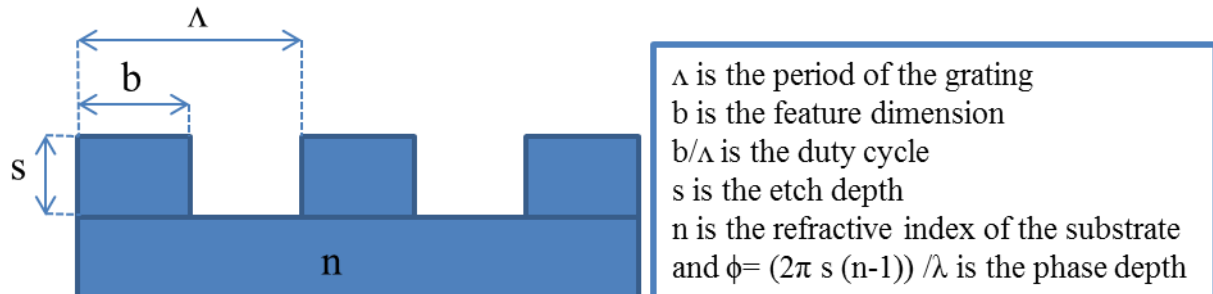 Λ
b
s
n
Λ is the period of the grating
b is the feature dimension
b/Λ is the duty cycle
s is the etch depth
n is the refractive index of the substrate
and ϕ= (2π s (n-1)) /λ is the phase depth